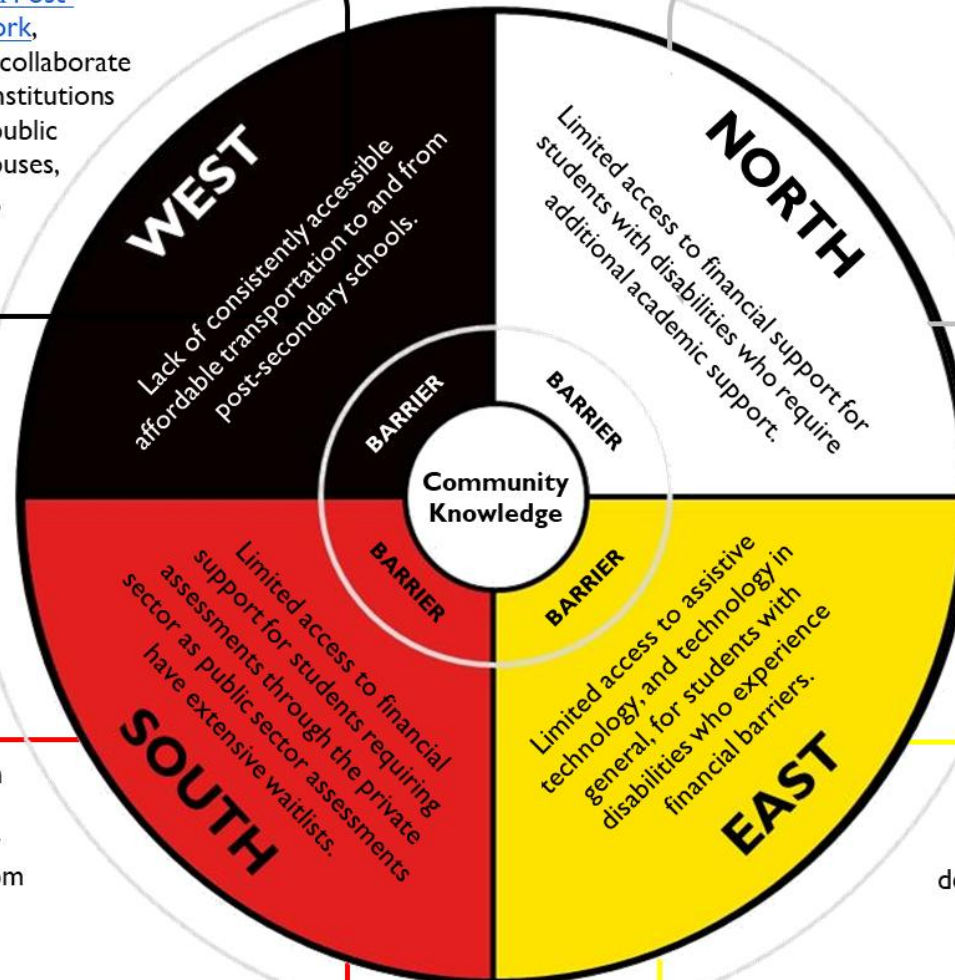 ork,
collaborate
nstitutions
public
ouses,
WEST
Lack of consistently accessible
affordable transportation to and from
post-secondary schools.
BARRIER
NORTH
Limited access to financial support for
students with disabilities who require
additional academic support.
BARRIER
Community
Knowledge
SOUTH
Limited access to financial
support for students requiring
assessments through the private
sector as public sector assessments
have extensive waitlists.
BARRIER
EAST
Limited access to assistive
technology, and technology in
general, for students with
disabilities who experience
financial barriers.
BARRIER
om
de